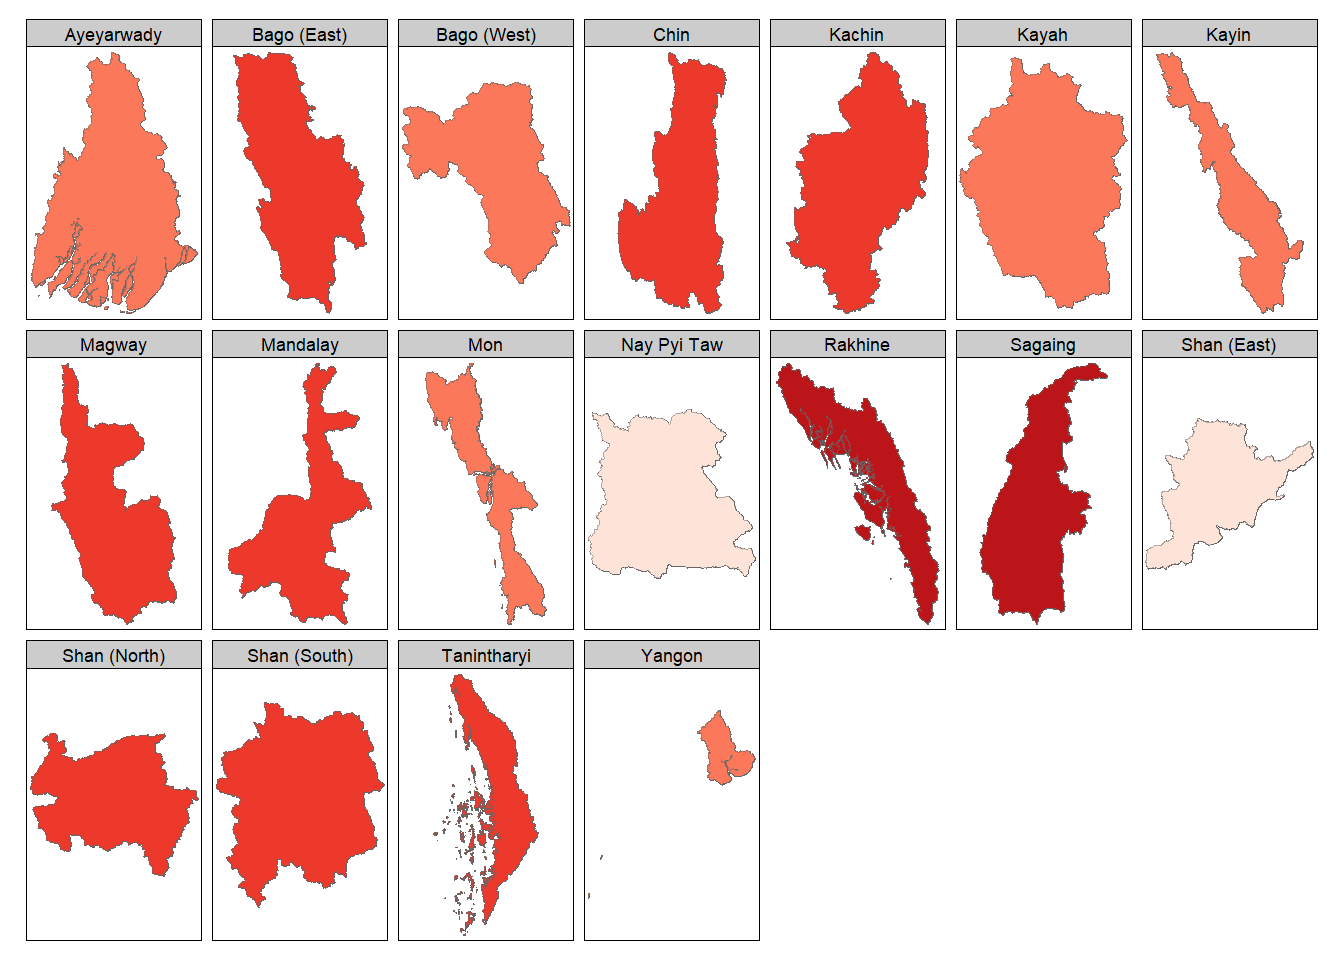 Ayeyarwady
Bago (East)
Bago (West)
Chin
Kachin
Kayah
Kayin
Magway
Mandalay
Mon
Nay Pyi Taw
Rakhine
Sagaing
Shan (East)
Shan (North)
Shan (South)
Tanintharyi
Yangon